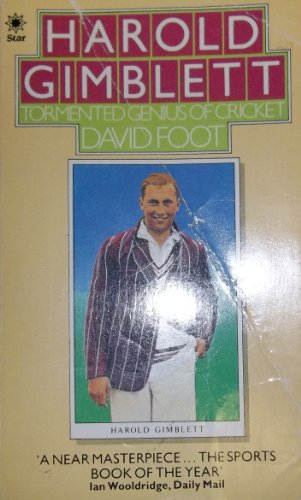 Star
HAROLD
GIMBLETT
TORMENTED GENIUS OF CRICKET
DAVID FOOT
HAROLD GIMBLETT
'A NEAR MASTERPIECE ... THE SPORTS
BOOK OF THE YEAR'
Ian Wooldridge, Daily Mail